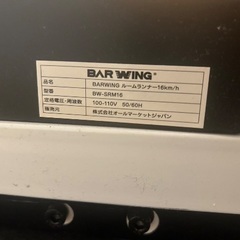 BARWING®
品名 BARWING ルームランナー16km/h
型番 BW-SRM16
定格電圧・周波数 100-110V 50/60H
販売元 株式会社オールマーケットジャパン